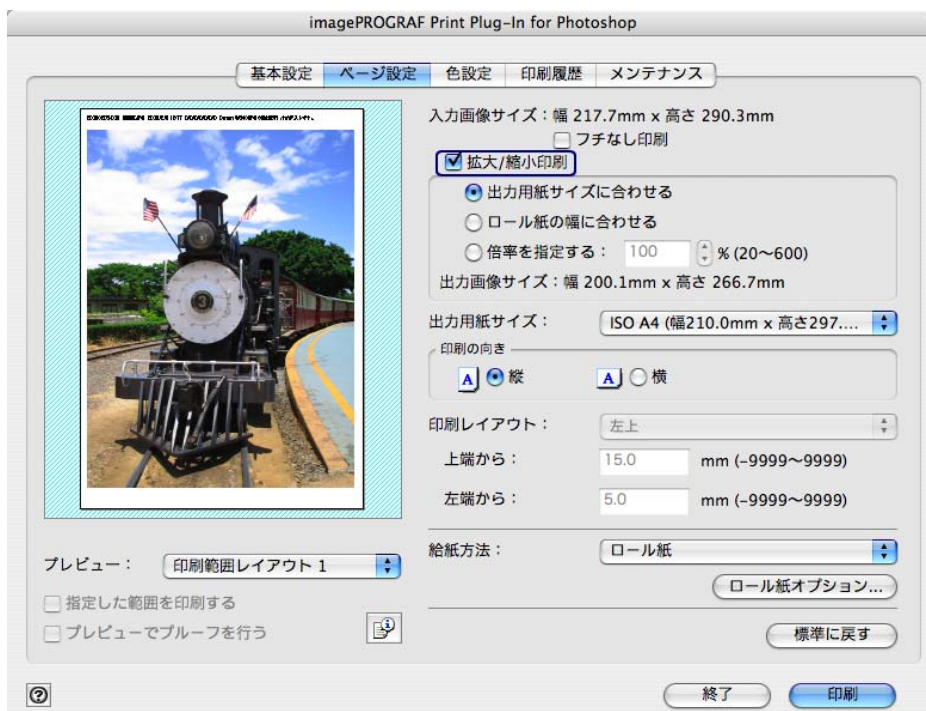 imagePROGRAF Print Plug-In for Photoshop
基本設定 ページ設定 色設定 印刷履歴 メンテナンス
入力画像サイズ：幅 217.7mm x 高さ 290.3mm
フチなし印刷
拡大/縮小印刷
出力用紙サイズに合わせる
ロール紙の幅に合わせる
倍率を指定する： 100 % (20〜600)
出力画像サイズ：幅 200.1mm x 高さ 266.7mm
出力用紙サイズ： ISO A4 (幅210.0mm x 高さ297....
印刷の向き
A 縦 A 横
印刷レイアウト： 左上
上端から： 15.0 mm (-9999〜9999)
左端から： 5.0 mm (-9999〜9999)
給紙方法： ロール紙
ロール紙オプション...
標準に戻す
3
プレビュー： 印刷範囲レイアウト 1
指定した範囲を印刷する
プレビューでプルーフを行う
? 終了 印刷